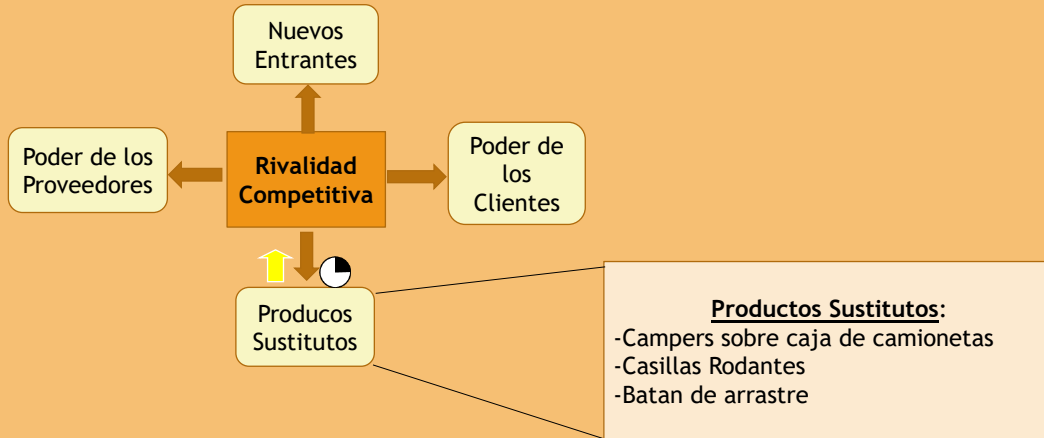 Nuevos
Entrantes
Poder de los
Proveedores
Rivalidad
Competitiva
Poder de
los
Clientes
Producos
Sustitutos
Productos Sustitutos:
-Campers sobre caja de camionetas
-Casillas Rodantes
-Batan de arrastre